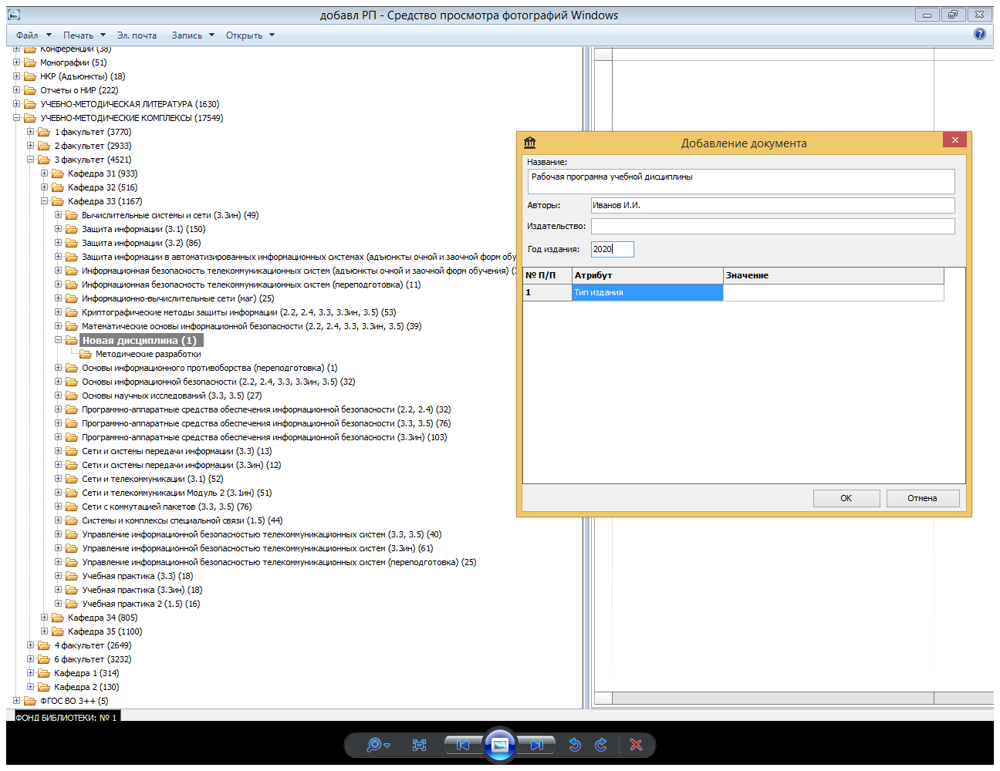 добавл РП - Средство просмотра фотографий Windows
Файл Печать Эл. почта Запись Открыть
Конференции (38)
Монографии (51)
НКР (Адъюнкты) (18)
Отчеты о НИР (222)
УЧЕБНО-МЕТОДИЧЕСКАЯ ЛИТЕРАТУРА (1630)
УЧЕБНО-МЕТОДИЧЕСКИЕ КОМПЛЕКСЫ (17549)
1 факультет (3770)
2 факультет (2933)
3 факультет (4521)
Кафедра 31 (933)
Кафедра 32 (516)
Кафедра 33 (1167)
Вычислительные системы и сети (3.3ин) (49)
Защита информации (3.1) (150)
Защита информации (3.2) (86)
Защита информации в автоматизированных информационных системах (адъюнкты очной и заочной форм обу
Информационная безопасность телекоммуникационных систем (адъюнкты очной и заочной форм обучения) (
Информационная безопасность телекоммуникационных систем (переподготовка) (11)
Информационно-вычислительные сети (маг) (25)
Криптографические методы защиты информации (2.2, 2.4, 3.3, 3.3ин, 3.5) (53)
Математические основы информационной безопасности (2.2, 2.4, 3.3, 3.3ин, 3.5) (39)
Новая дисциплина (1)
Методические разработки
Основы информационного противоборства (переподготовка) (1)
Основы информационной безопасности (2.2, 2.4, 3.3, 3.3ин, 3.5) (32)
Основы научных исследований (3.3, 3.5) (27)
Программно-аппаратные средства обеспечения информационной безопасности (2.2, 2.4) (32)
Программно-аппаратные средства обеспечения информационной безопасности (3.3, 3.5) (76)
Программно-аппаратные средства обеспечения информационной безопасности (3.3ин) (103)
Сети и системы передачи информации (3.3) (13)
Сети и системы передачи информации (3.3ин) (12)
Сети и телекоммуникации (3.1) (52)
Сети и телекоммуникации Модуль 2 (3.1ин) (51)
Сети с коммутацией пакетов (3.3, 3.5) (76)
Системы и комплексы специальной связи (1.5) (44)
Управление информационной безопасностью телекоммуникационных систем (3.3, 3.5) (40)
Управление информационной безопасностью телекоммуникационных систем (3.3ин) (61)
Управление информационной безопасностью телекоммуникационных систем (переподготовка) (25)
Учебная практика (3.3) (18)
Учебная практика (3.3ин) (18)
Учебная практика 2 (1.5) (16)
Кафедра 34 (805)
Кафедра 35 (1100)
4 факультет (2649)
6 факультет (3232)
Кафедра 1 (314)
Кафедра 2 (130)
ФГОС ВО 3++ (5)
ФОНД БИБЛИОТЕКИ: № 1
Добавление документа
Название:
Рабочая программа учебной дисциплины
Авторы: Иванов И.И.
Издательство:
Год издания: 2020
№ П/П Атрибут Значение
1 Тип издания
ОК Отмена